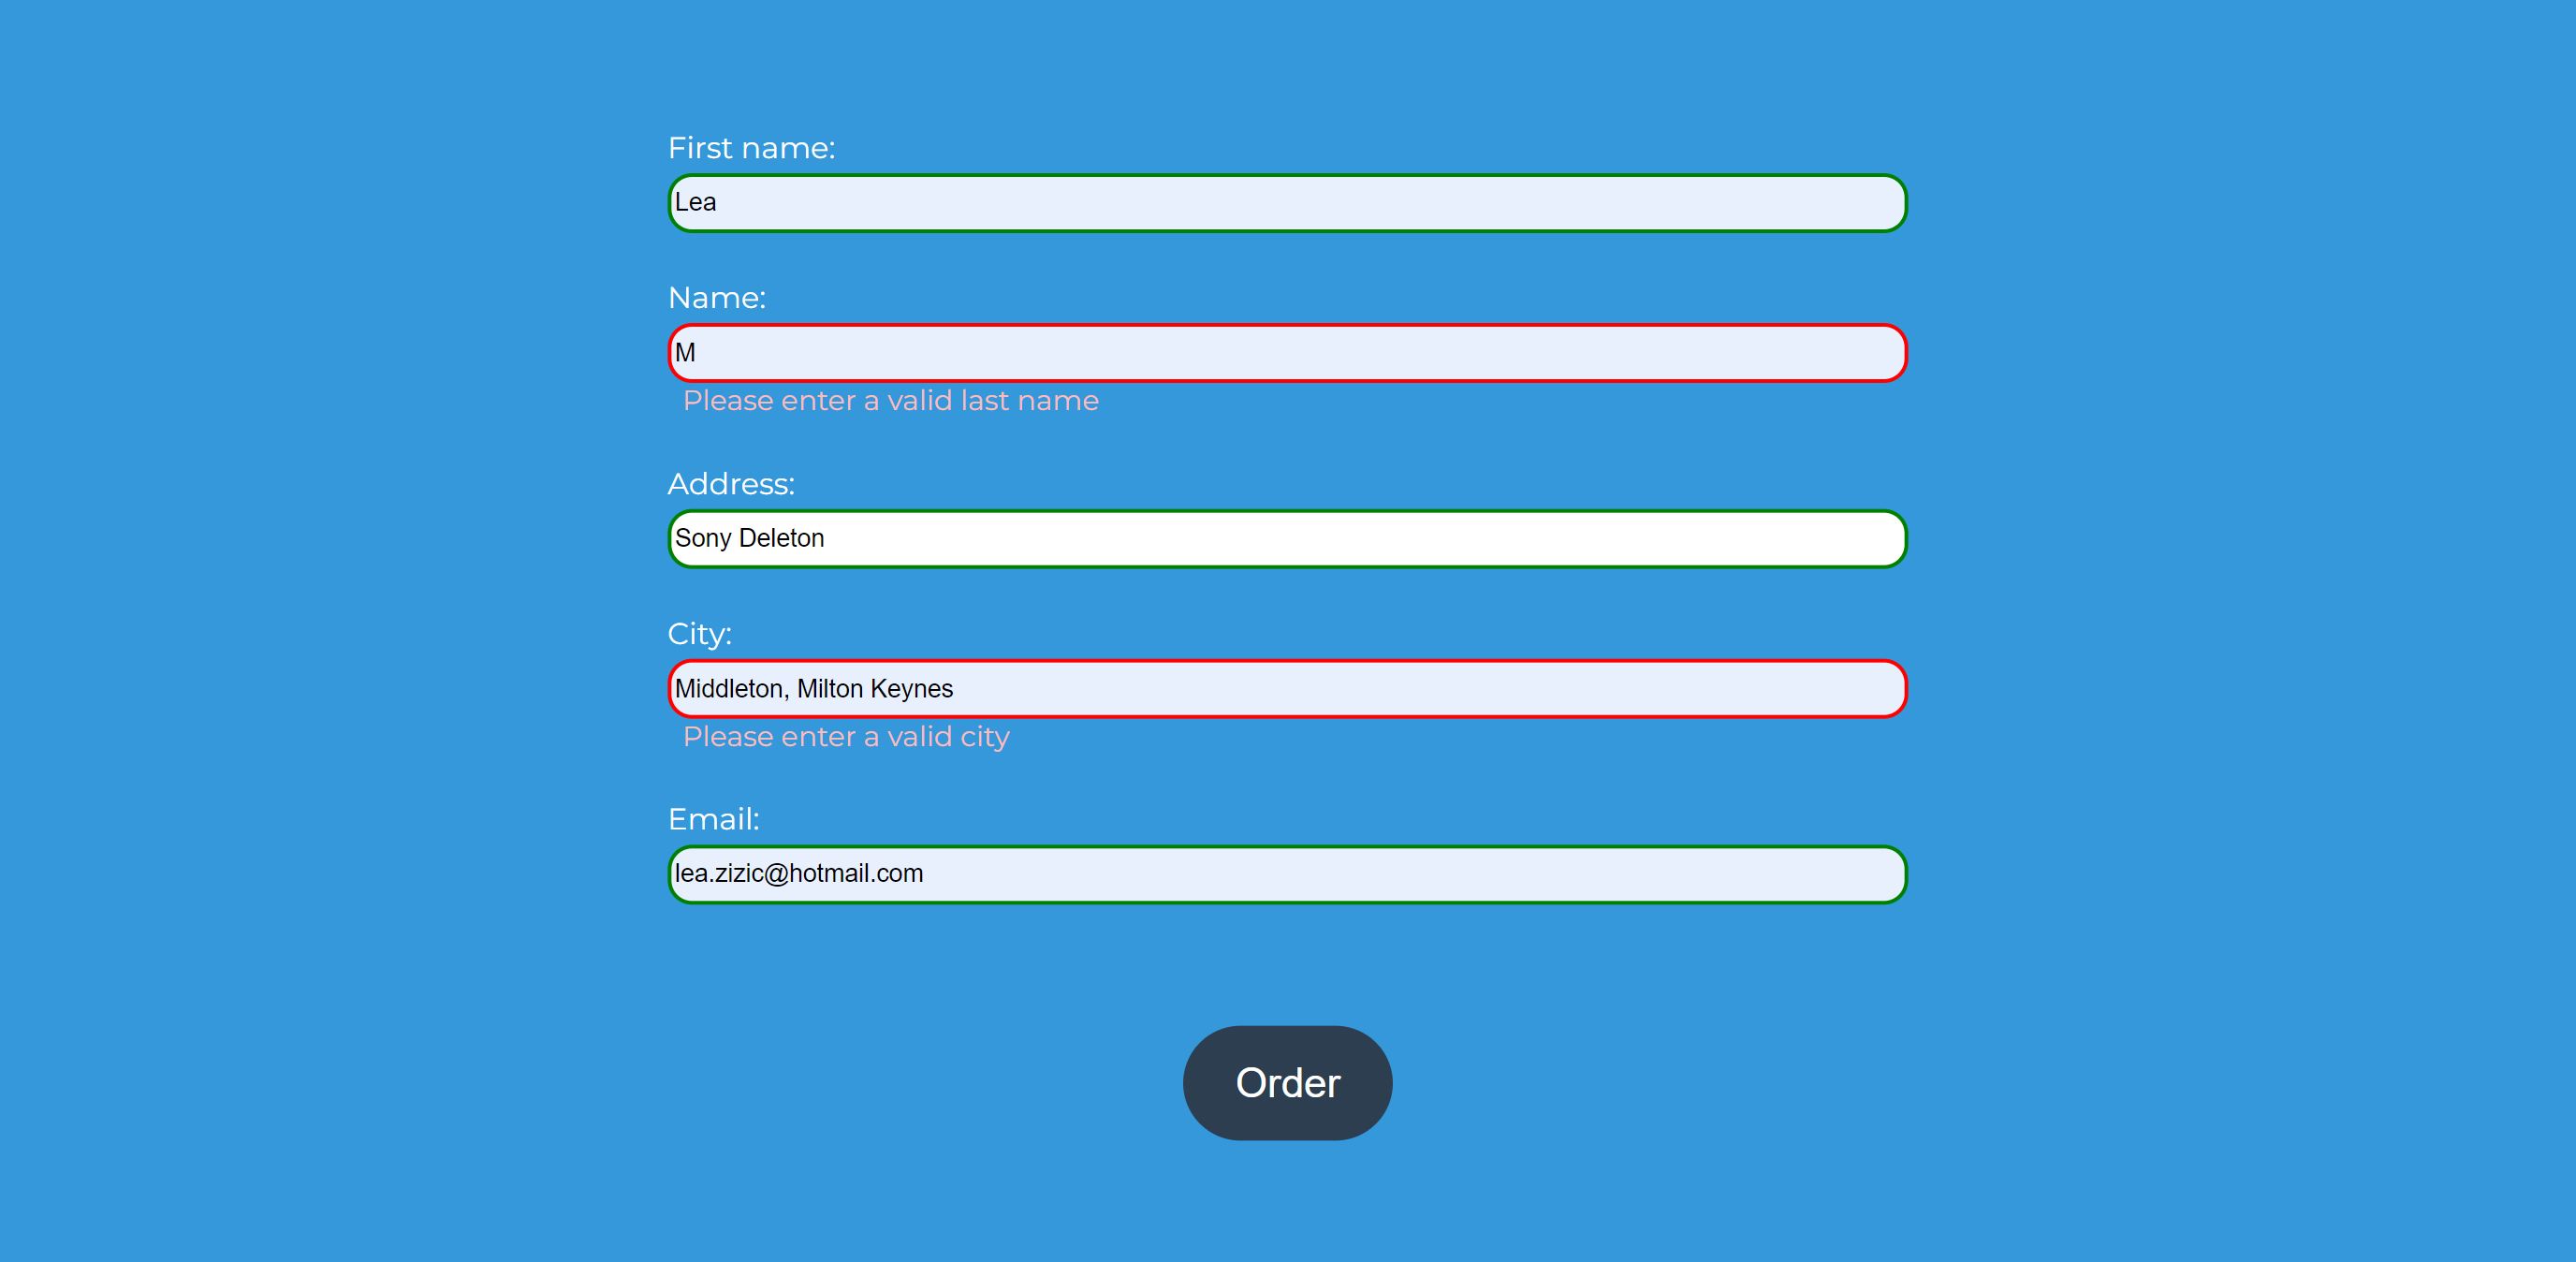 First name:
Lea
Name:
M
Please enter a valid last name
Address:
Sony Deleton
City:
Middleton, Milton Keynes
Please enter a valid city
Email:
lea.zizic@hotmail.com
Order